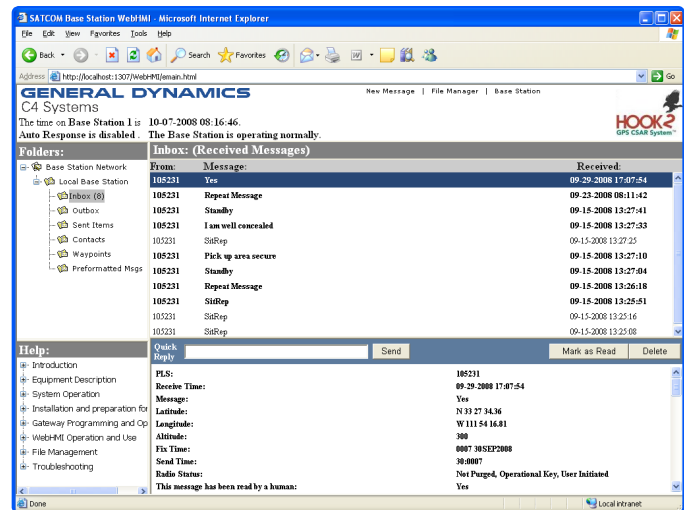 SATCOM Base Station WebHMI - Microsoft Internet Explorer
File Edit View Favorites Tools Help
Back Search Favorites
Address http://localhost:1307/WebHMI/emain.html Go
GENERAL DYNAMICS
C4 Systems
New Message | File Manager | Base Station
HOOK2
GPS CSAR System™
The time on Base Station 1 is 10-07-2008 08:16:46.
Auto Response is disabled . The Base Station is operating normally.
Folders:
Base Station Network
Local Base Station
Inbox (8)
Outbox
Sent Items
Contacts
Waypoints
Preformatted Msgs
Inbox: (Received Messages)
From: Message: Received:
105231 Yes 09-29-2008 17:07:54
105231 Repeat Message 09-23-2008 08:11:42
105231 Standby 09-15-2008 13:27:41
105231 I am well concealed 09-15-2008 13:27:33
105231 SitRep 09-15-2008 13:27:25
105231 Pick up area secure 09-15-2008 13:27:10
105231 Standby 09-15-2008 13:27:04
105231 Repeat Message 09-15-2008 13:26:18
105231 SitRep 09-15-2008 13:25:51
105231 SitRep 09-15-2008 13:25:16
105231 SitRep 09-15-2008 13:25:08
Help:
Introduction
Equipment Description
System Operation
Installation and preparation for
Gateway Programming and Op
WebHMI Operation and Use
File Management
Troubleshooting
Quick Reply Send Mark as Read Delete
PLS: 105231
Receive Time: 09-29-2008 17:07:54
Message: Yes
Latitude: N 33 27 34.36
Longitude: W 111 54 16.81
Altitude: 300
Fix Time: 0007 30SEP2008
Send Time: 30:0007
Radio Status: Not Purged, Operational Key, User Initiated
This message has been read by a human: Yes
Done Local intranet